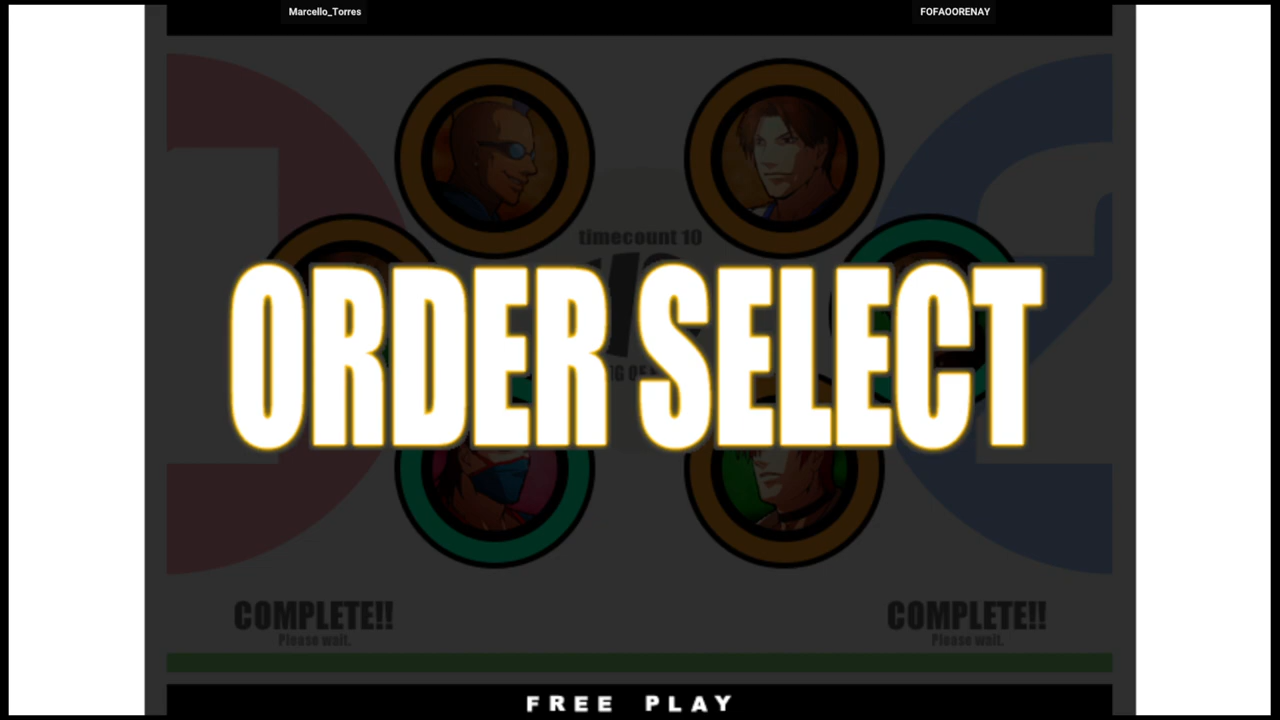 Marcello_Torres
FOFAOORENAY
timecount 10
ORDER SELECT
COMPLETE!!
Please wait.
COMPLETE!!
Please wait.
FREE PLAY